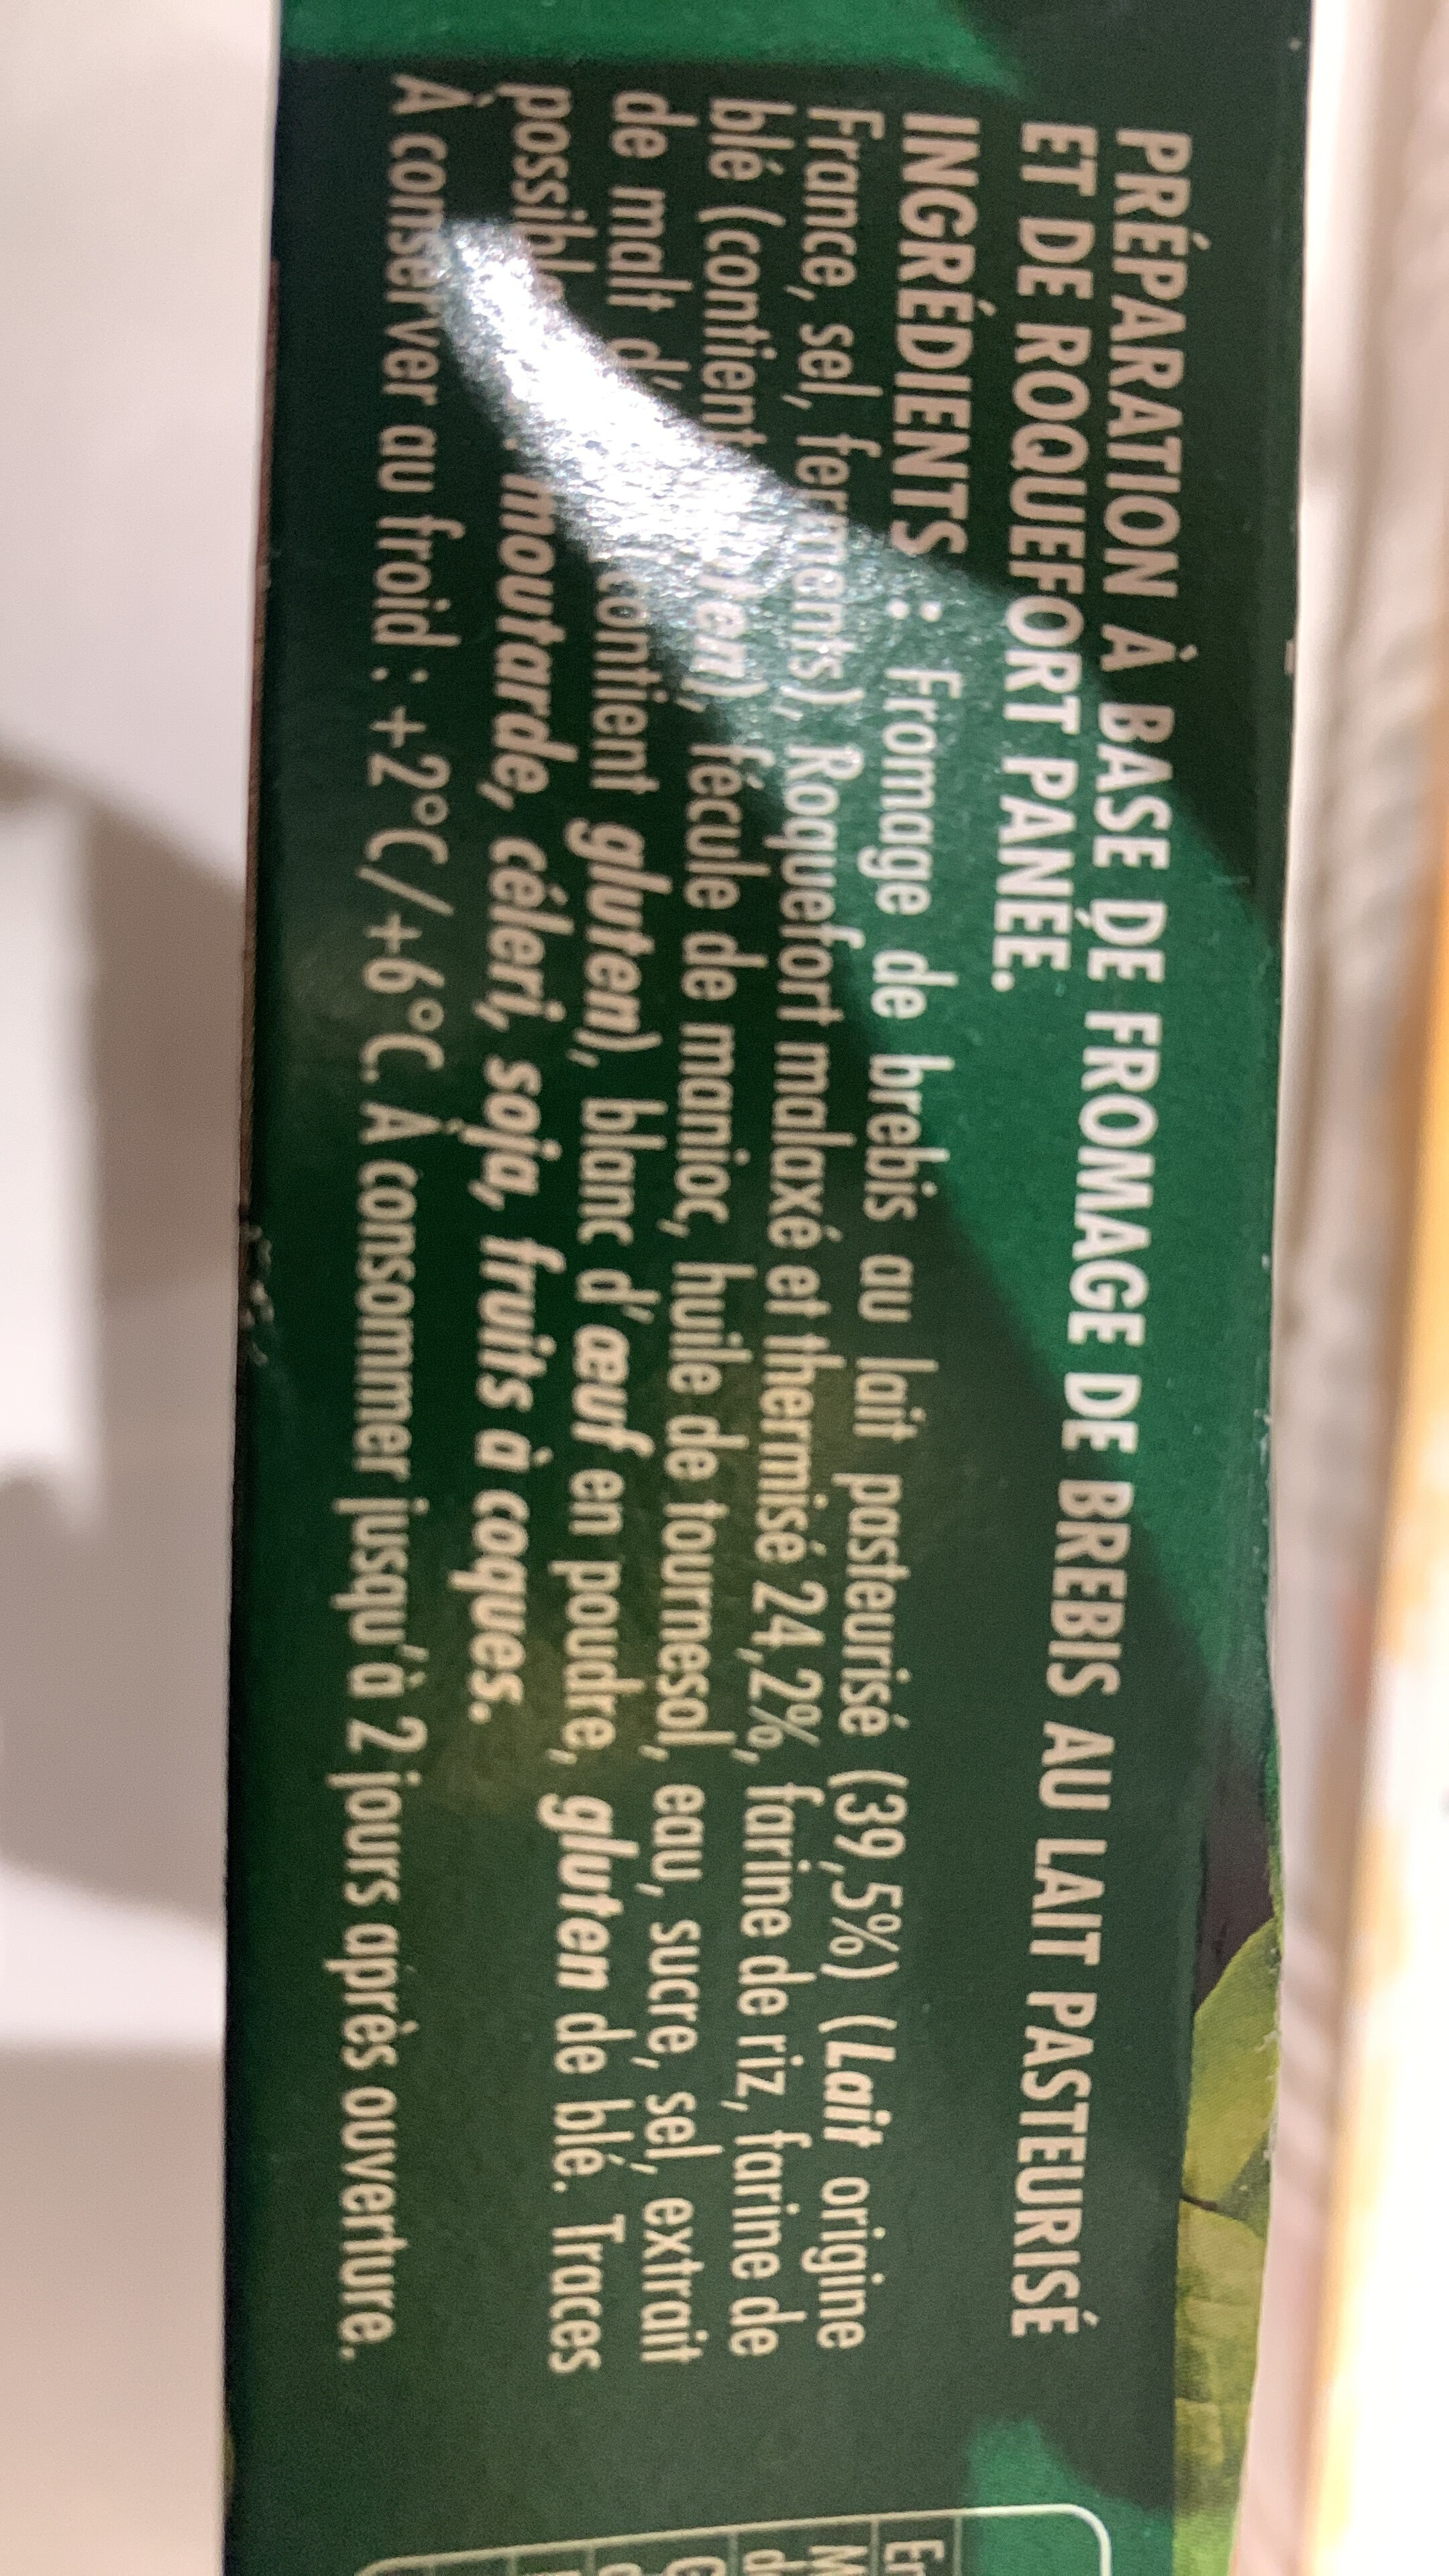 PRÉPARATION À BASE DE FROMAGE DE BREBIS AU LAIT PASTEURISÉ
ET DE ROQUEFORT PANÉE.
INGRÉDIENTS : Fromage de brebis au lait pasteurisé (39,5%) (Lait origine
France, sel, ferments), Roquefort malaxé et thermisé 24,2%, farine de riz, farine de
blé (contient gluten), fécule de manioc, huile de tournesol, eau, sucre, sel, extrait
de malt contient gluten), blanc d'œuf en poudre, gluten de blé. Traces
possibles moutarde, céleri, soja, fruits à coques.
À conserver au froid : +2°C/+6°C. À consommer jusqu'à 2 jours après ouverture.